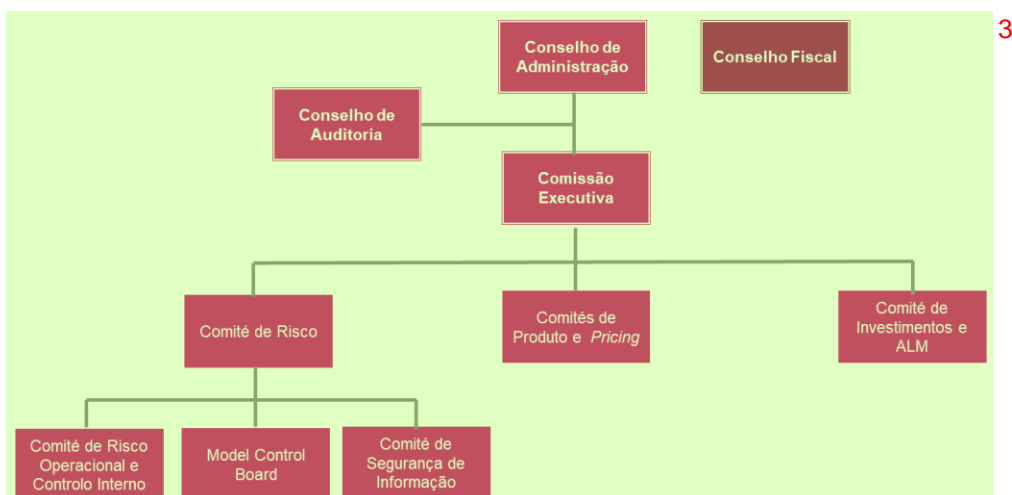 3
Conselho de
Administração
Conselho Fiscal
Conselho de
Auditoria
Comissão
Executiva
Comité de Risco
Comités de
Produto e Pricing
Comité de
Investimentos e
ALM
Comité de Risco
Operacional e
Controlo Interno
Model Control
Board
Comité de
Segurança de
Informação